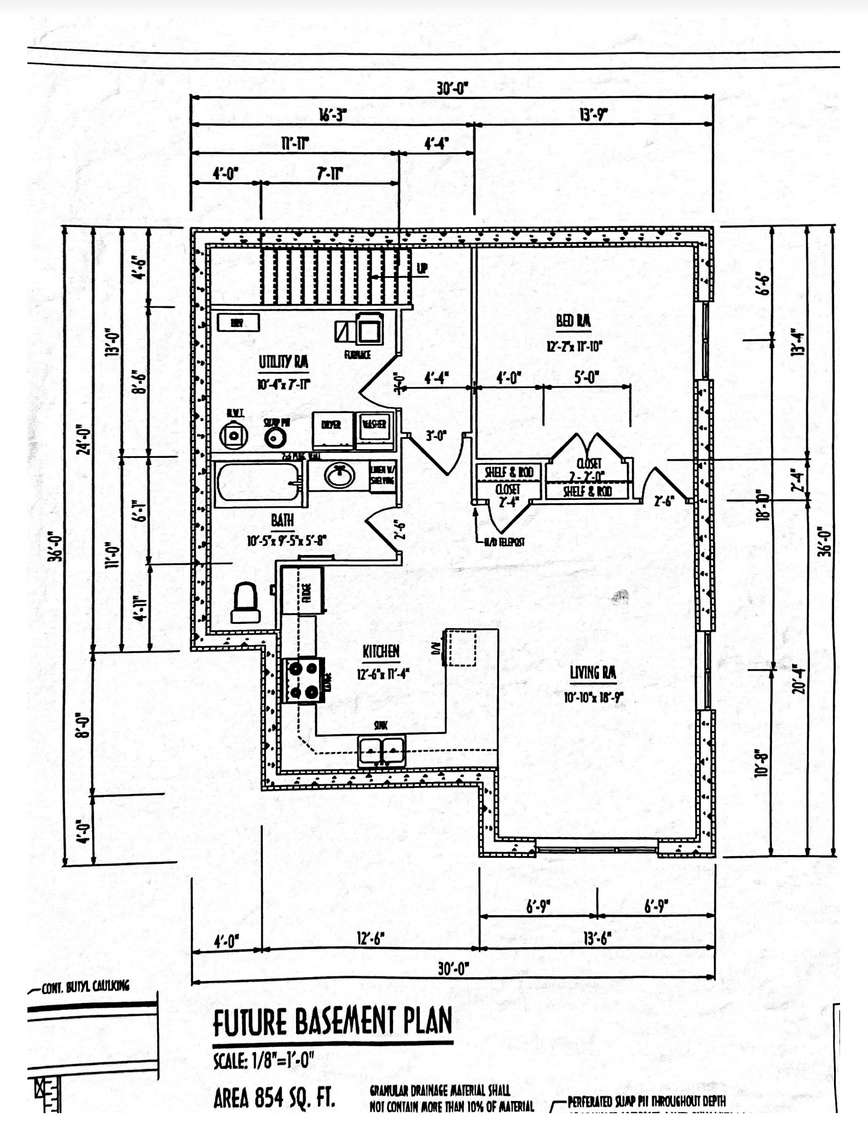 30'-0"
16'-3" 13'-9"
11'-11" 4'-4"
4'-0" 7'-11"
UP
4'-6"
6'-6"
BED RM
12'-2"x 11'-10"
HRV
FURNACE
13'-0"
13'-4"
UTILITY RM
10'-4"x 7'-11"
8'-6"
4'-4" 4'-0" 5'-0"
H.W.T.
SUMP PIT
DRYER WASHER
3'-0"
24'-0"
2x6 PLBG WALL
LINEN W/
SHELVING
SHELF & ROD
CLOSET
2'-4"
CLOSET
2 - 2'-0"
SHELF & ROD
2'-6"
2'-4"
18'-10"
6'-1"
BATH
10'-5"x 9'-5"x 5'-8"
2'-6"
TELEPOST
36'-0"
11'-0"
36'-0"
4'-11"
FRIDGE
KITCHEN
12'-6"x 11'-4"
D/W
LIVING RM
10'-10"x 18'-9"
RANGE
20'-4"
SINK
8'-0"
10'-8"
4'-0"
6'-9" 6'-9"
4'-0" 12'-6" 13'-6"
30'-0"
CONT. BUTYL CAULKING
FUTURE BASEMENT PLAN
SCALE: 1/8"=1'-0"
AREA 854 SQ. FT.
GRANULAR DRAINAGE MATERIAL SHALL
NOT CONTAIN MORE THAN 10% OF MATERIAL
PERFERATED SUMP PIT THROUGHOUT DEPTH